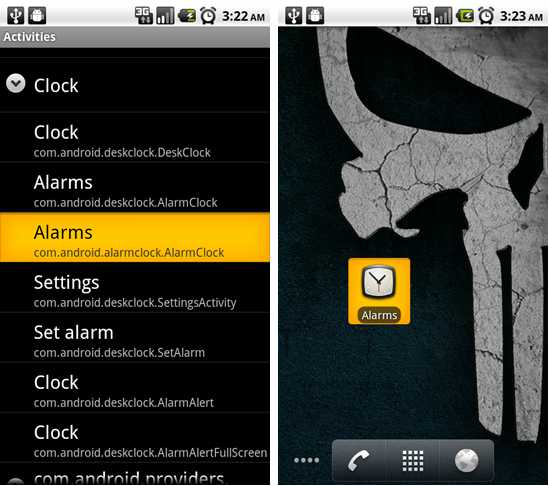 3G 3:22 AM
Activities
Clock
Clock
com.android.deskclock.DeskClock
Alarms
com.android.deskclock.AlarmClock
Alarms
com.android.alarmclock.AlarmClock
Settings
com.android.deskclock.SettingsActivity
Set alarm
com.android.deskclock.SetAlarm
Clock
com.android.deskclock.AlarmAlert
Clock
com.android.deskclock.AlarmAlertFullScreen
com.android.providers.
3G 3:23 AM
Alarms